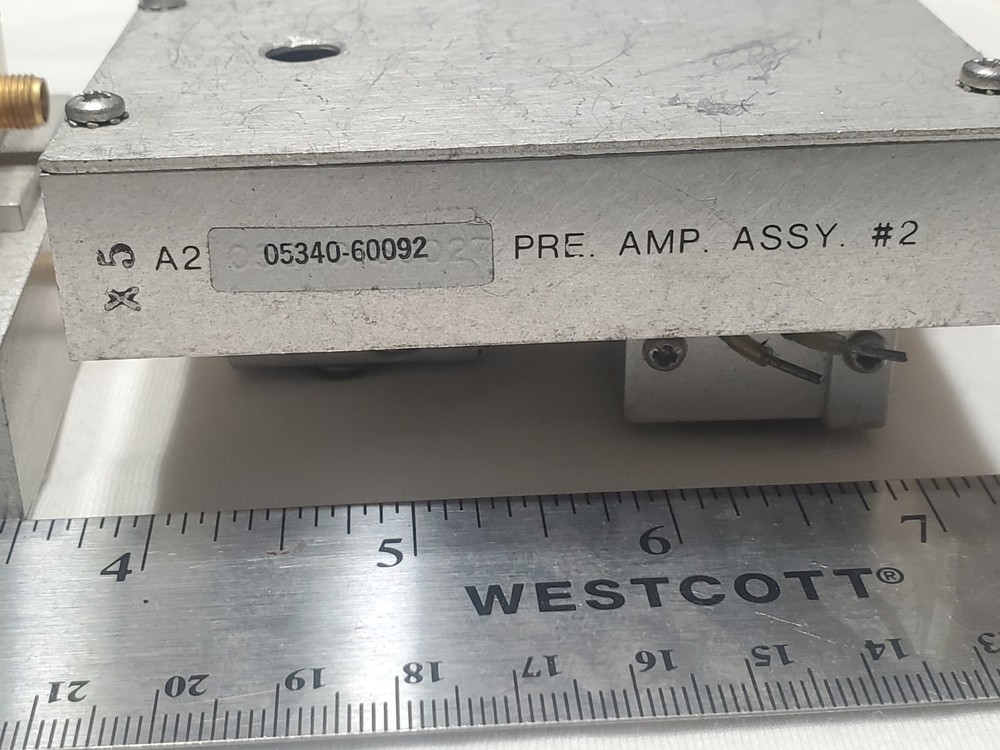 X5
A2 05340-60092 PRE. AMP. ASSY. #2
4 5 6 7
WESTCOTT®
21 20 19 18 17 16 15 14